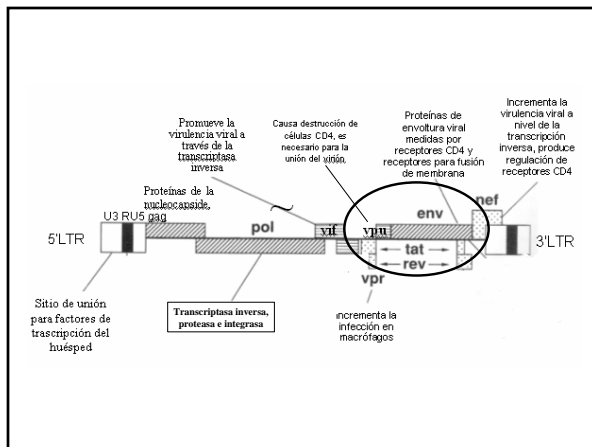 Promueve la
virulencia viral a
través de la
transcriptasa
inversa
Causa destrucción de
células CD4, es
necesario para la
unión del virión
Proteínas de
envoltura viral
medidas por
receptores CD4 y
receptores para fusión
de membrana
Incrementa la
virulencia viral a
nivel de la
transcripción
inversa, produce
regulación de
receptores CD4
Proteínas de la
nucleocapside
U3 RU5 gag
pol
vif
vpu
env
nef
5'LTR
3'LTR
tat
rev
vpr
Sitio de unión
para factores de
trascripción del
huésped
Transcriptasa inversa,
proteasa e integrasa
incrementa la
infección en
macrófagos